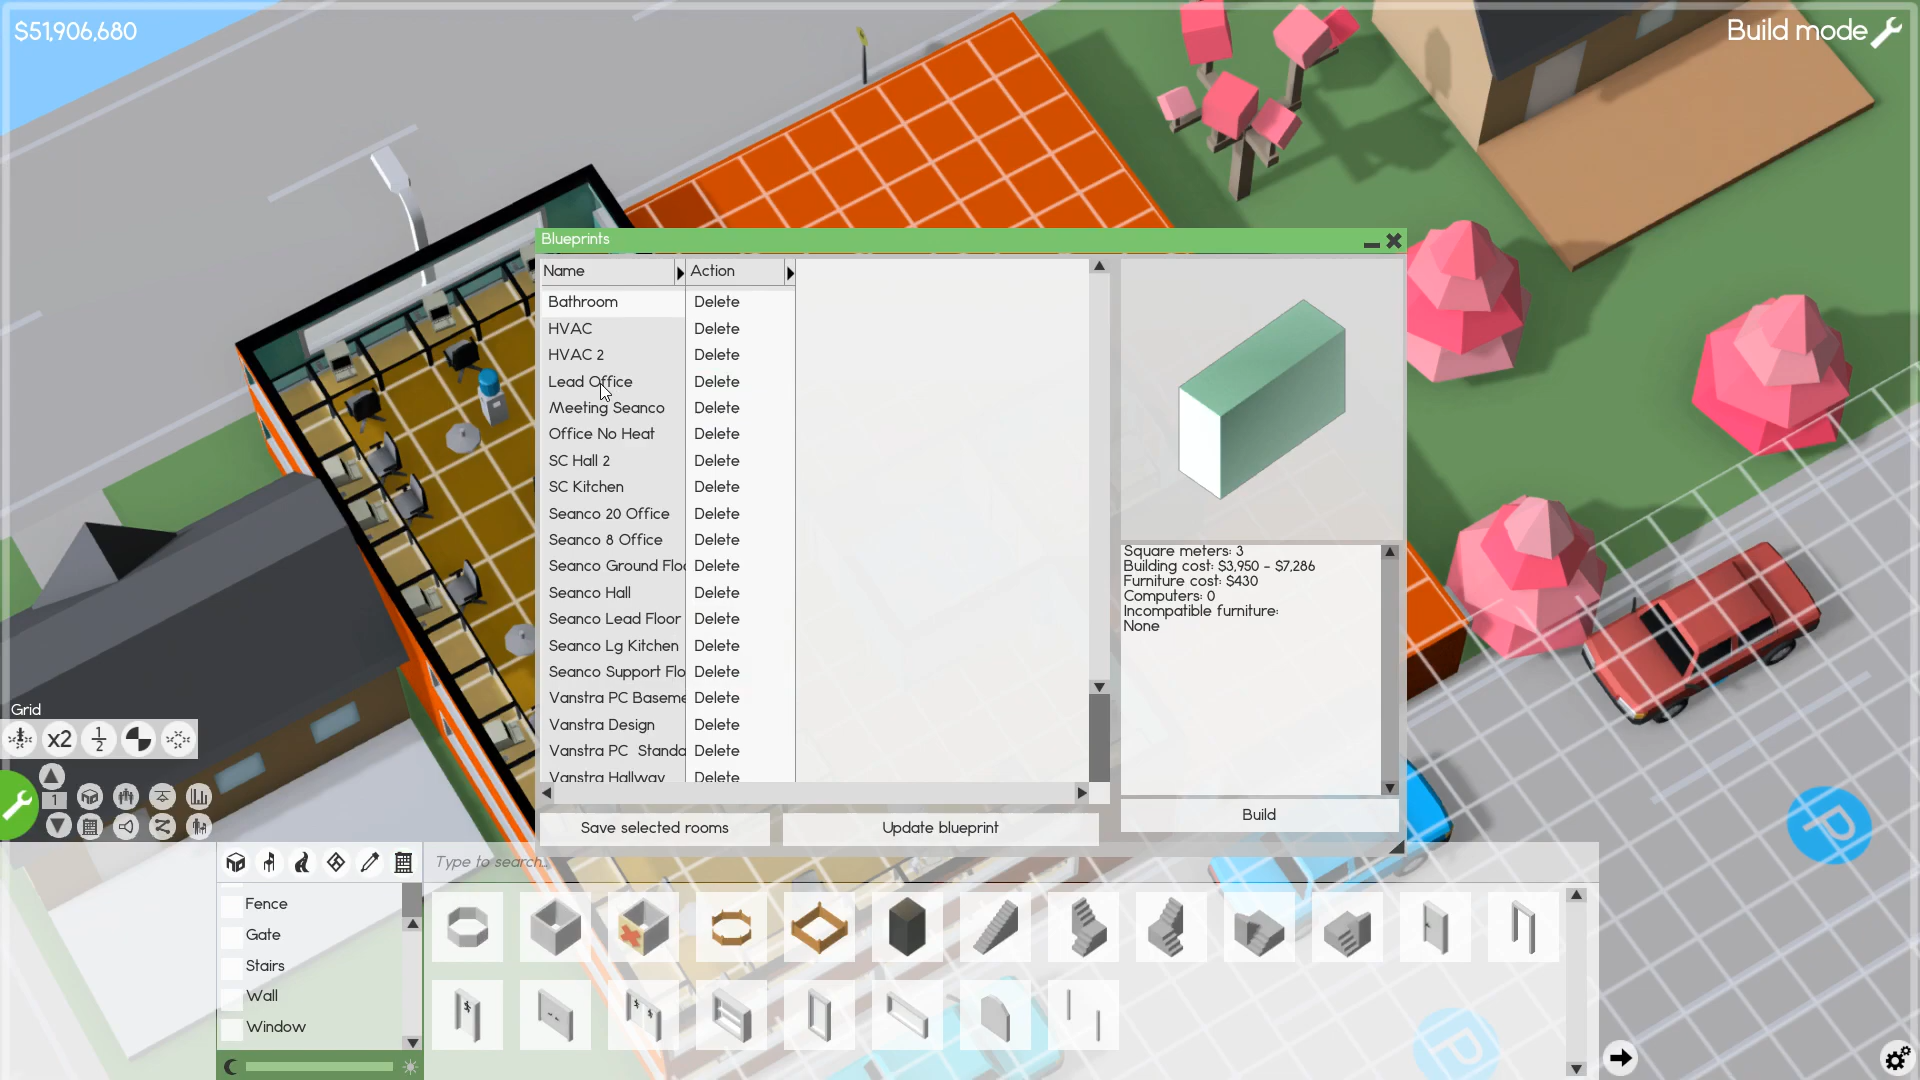 $51,906,680
Build mode
Blueprints
Name
Action
Bathroom
Delete
HVAC
Delete
HVAC 2
Delete
Lead Office
Delete
Meeting Seanco
Delete
Office No Heat
Delete
SC Hall 2
Delete
SC Kitchen
Delete
Seanco 20 Office
Delete
Seanco 8 Office
Delete
Seanco Ground Floo
Delete
Seanco Hall
Delete
Seanco Lead Floor
Delete
Seanco Lg Kitchen
Delete
Seanco Support Flo
Delete
Vanstra PC Baseme
Delete
Vanstra Design
Delete
Vanstra PC Standa
Delete
Vanstra Hallway
Delete
Square meters: 3
Building cost: $3,950 - $7,286
Furniture cost: $430
Computers: 0
Incompatible furniture:
None
Build
Save selected rooms
Update blueprint
Grid
x2
1/2
1
Type to search...
Fence
Gate
Stairs
Wall
Window
P
P